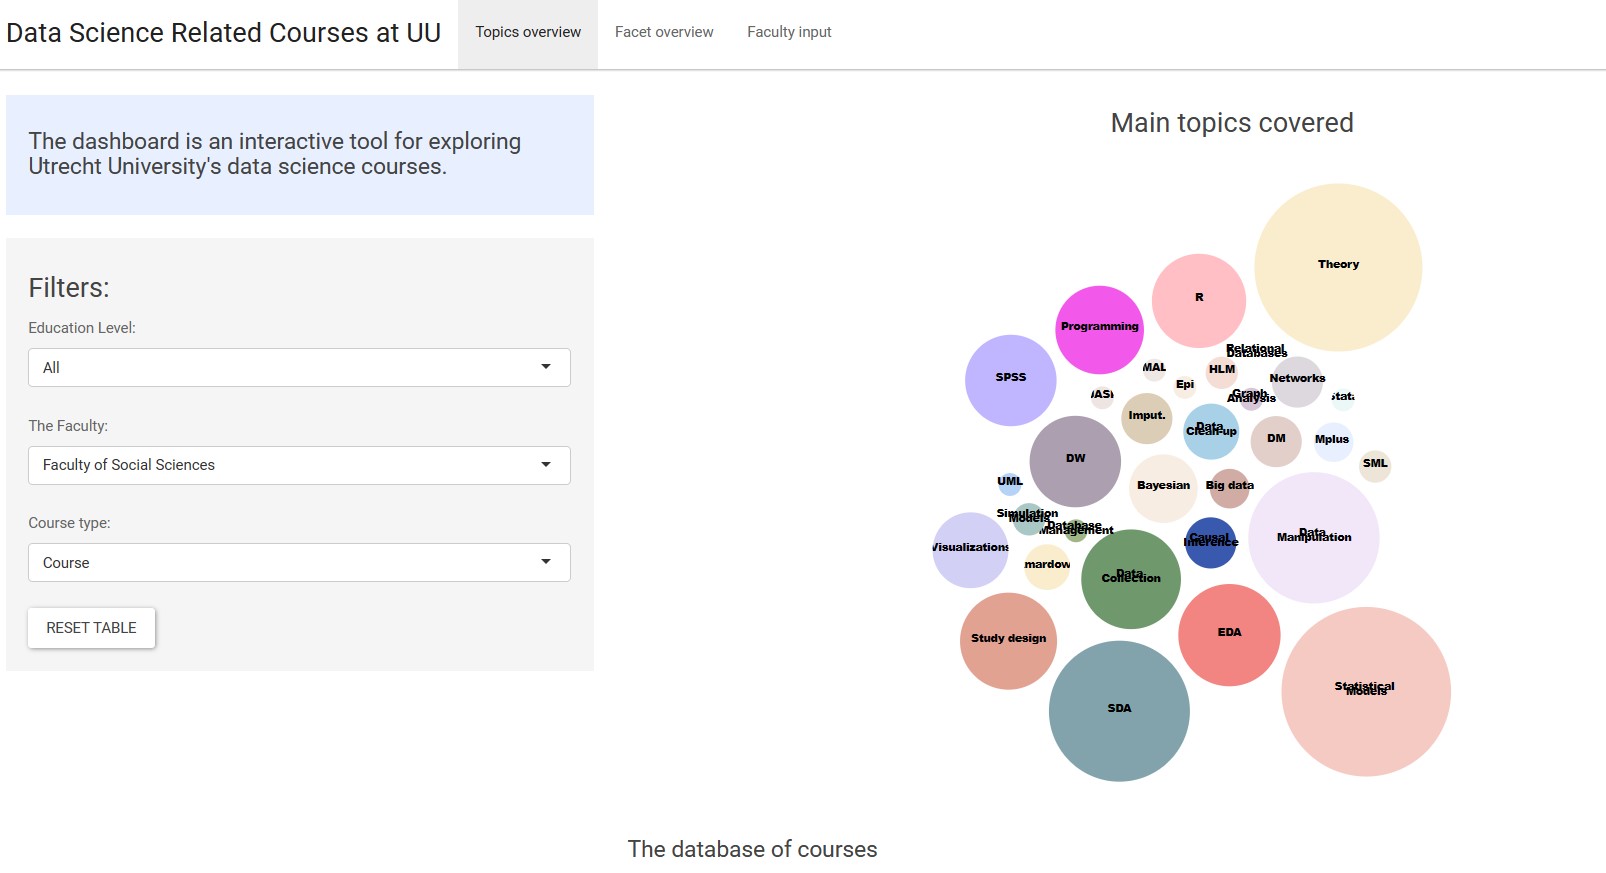 Data Science Related Courses at UU
Topics overview
Facet overview
Faculty input
The dashboard is an interactive tool for exploring
Utrecht University's data science courses.
Filters:
Education Level:
All
The Faculty:
Faculty of Social Sciences
Course type:
Course
RESET TABLE
Main topics covered
Theory
R
Programming
SPSS
Relational
Databases
MAL
HLM
Networks
Epi
Graph
Analysis
Imput.
Data
Clean-up
DM
Mplus
DW
SML
Bayesian
Big data
UML
Simulation
Models
Database
Management
Causal
Inference
Data
Manipulation
Visualizations
mardow
Data
Collection
Study design
EDA
Statistical
Models
SDA
The database of courses